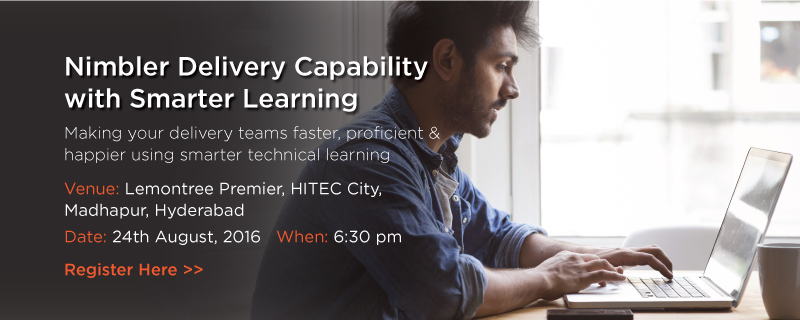 Nimbler Delivery Capability
with Smarter Learning
Making your delivery teams faster, proficient &
happier using smarter technical learning
Venue: Lemontree Premier, HITEC City,
Madhapur, Hyderabad
Date: 24th August, 2016 When: 6:30 pm
Register Here >>